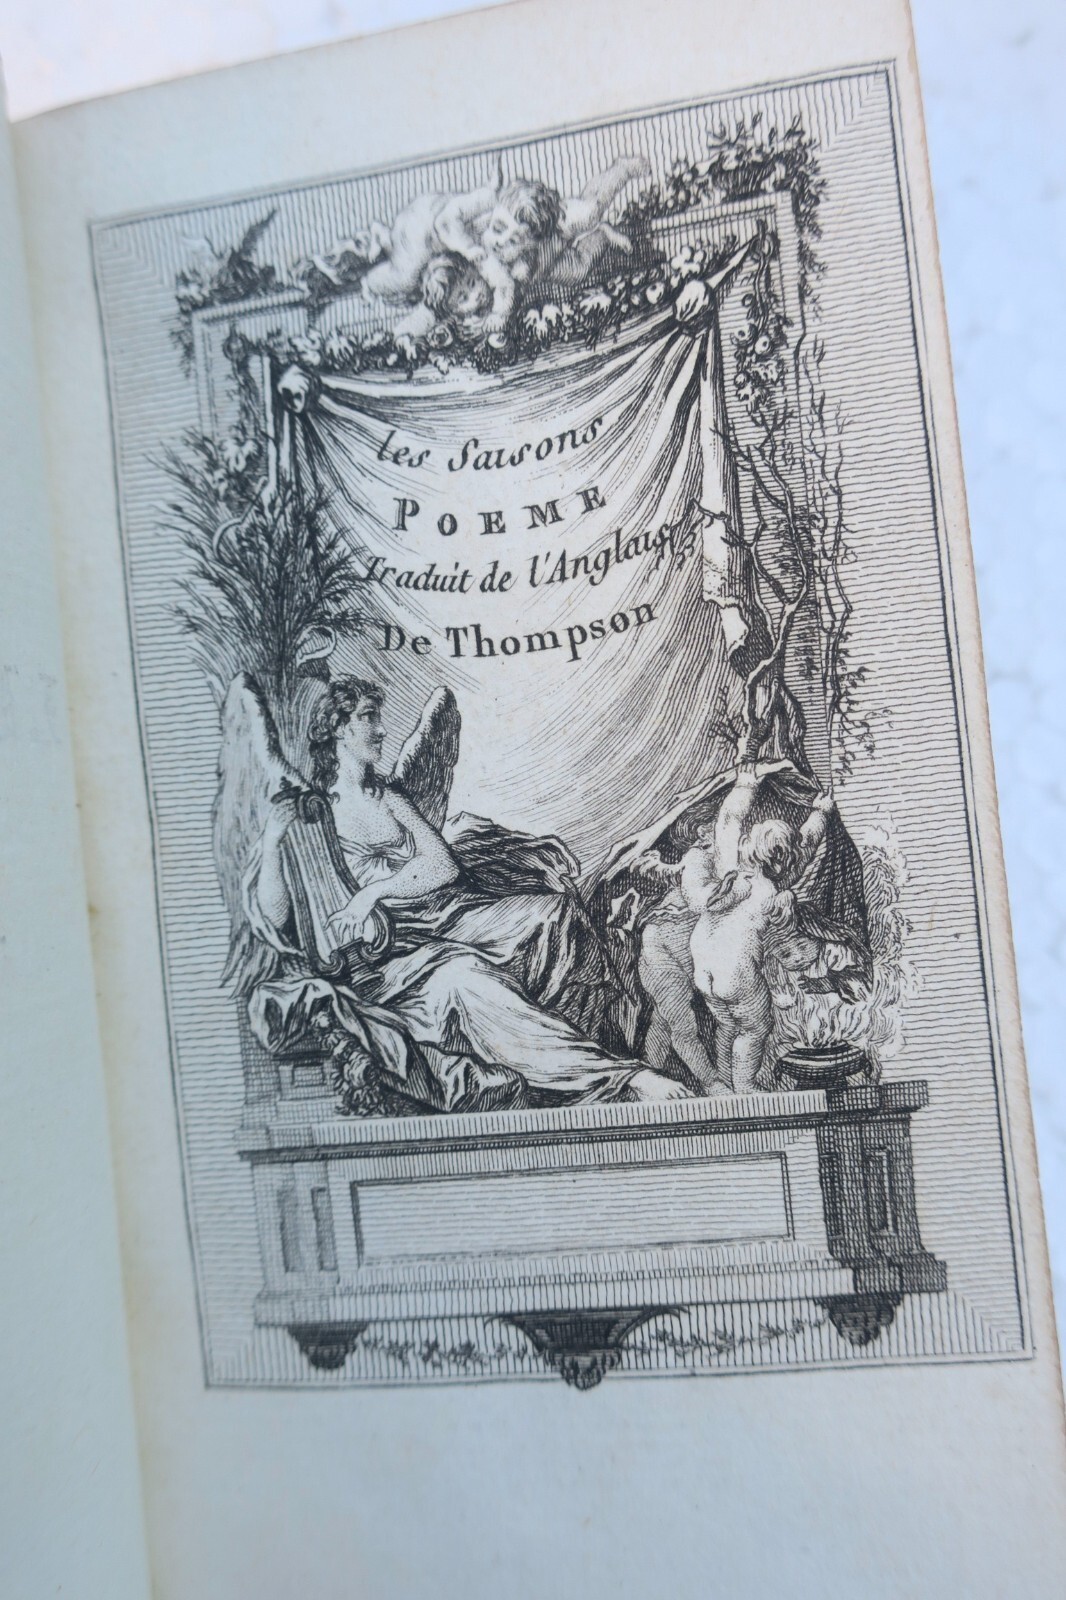 les Saisons
POEME
Traduit de l'Anglais
De Thompson